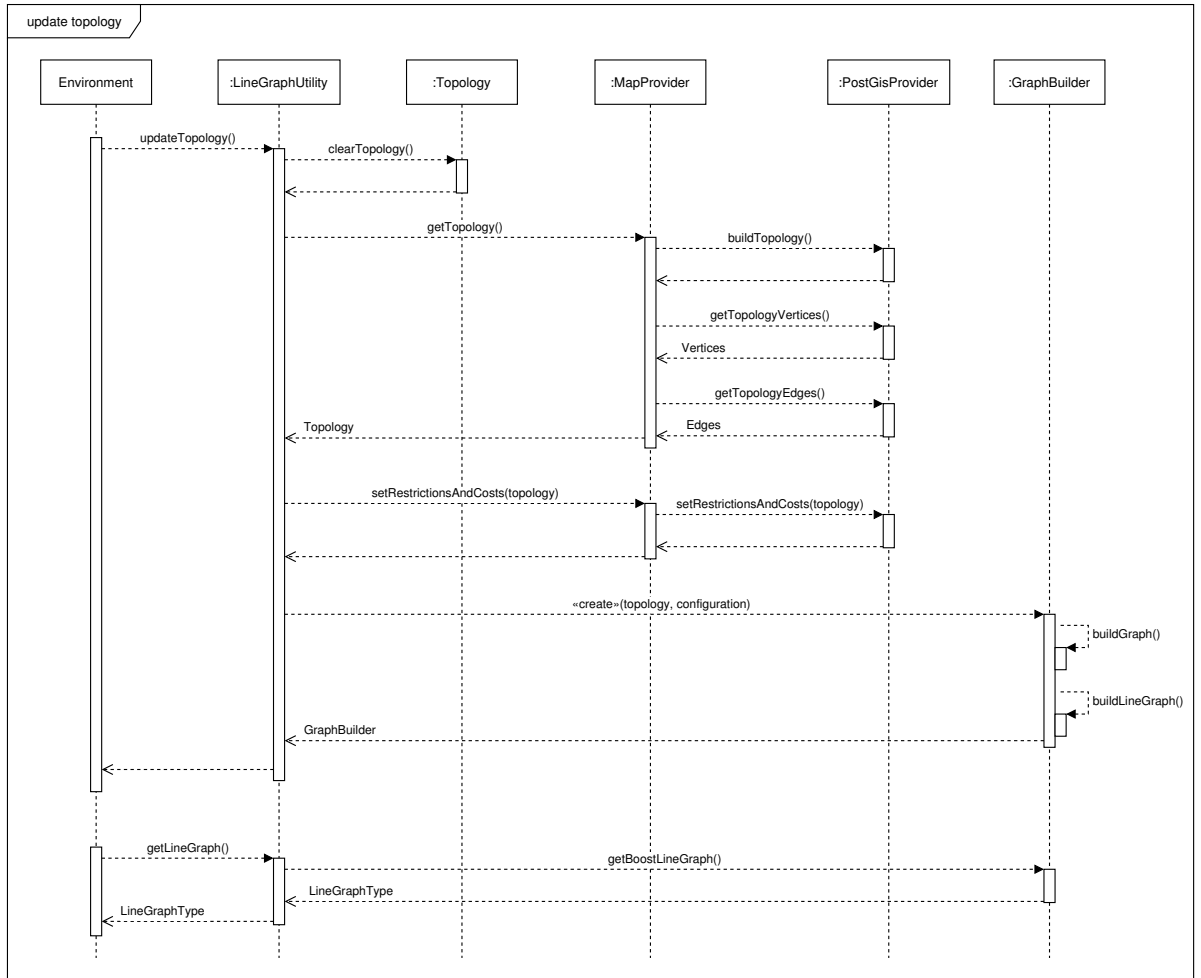 update topology
Environment
:LineGraphUtility
:Topology
:MapProvider
:PostGisProvider
:GraphBuilder
updateTopology()
clearTopology()
getTopology()
buildTopology()
getTopologyVertices()
Vertices
getTopologyEdges()
Edges
Topology
setRestrictionsAndCosts(topology)
setRestrictionsAndCosts(topology)
«create»(topology, configuration)
buildGraph()
buildLineGraph()
GraphBuilder
getLineGraph()
getBoostLineGraph()
LineGraphType
LineGraphType